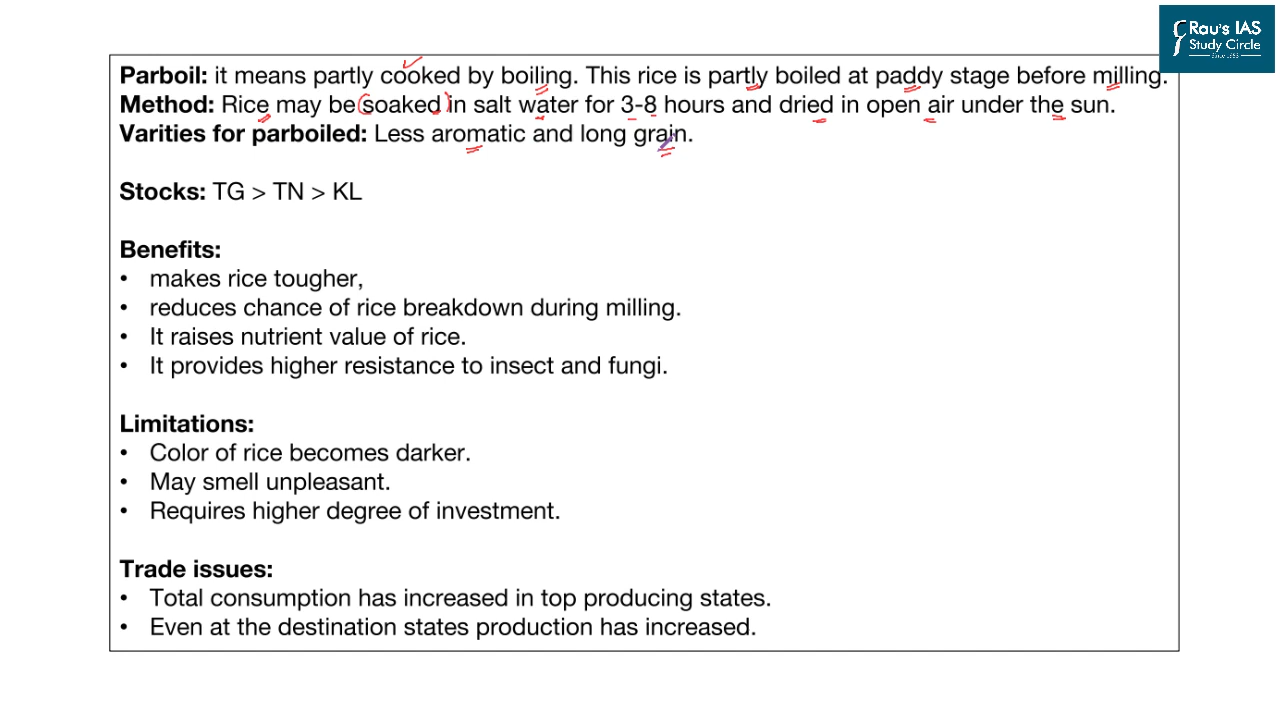 Rau's IAS
Study Circle
Since 1953
Parboil: it means partly cooked by boiling. This rice is partly boiled at paddy stage before milling.
Method: Rice may be soaked in salt water for 3-8 hours and dried in open air under the sun.
Varities for parboiled: Less aromatic and long grain.
Stocks: TG > TN > KL
Benefits:
• makes rice tougher,
• reduces chance of rice breakdown during milling.
• It raises nutrient value of rice.
• It provides higher resistance to insect and fungi.
Limitations:
• Color of rice becomes darker.
• May smell unpleasant.
• Requires higher degree of investment.
Trade issues:
• Total consumption has increased in top producing states.
• Even at the destination states production has increased.